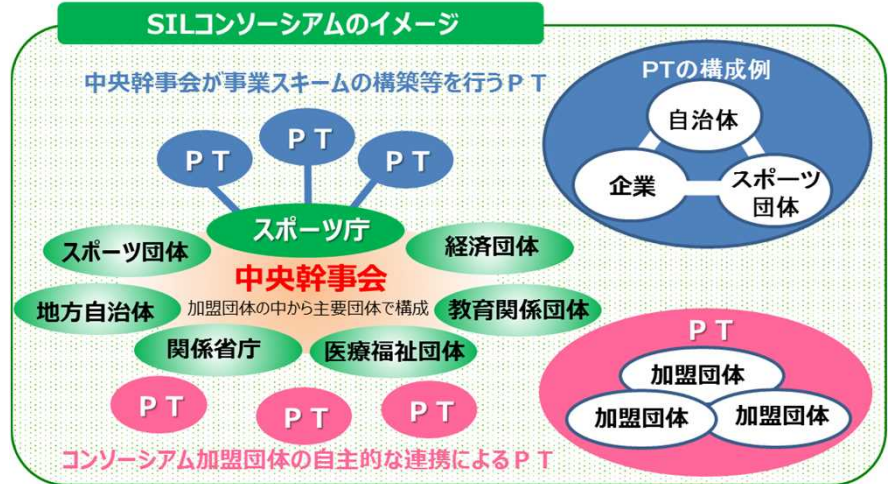 SILコンソーシアムのイメージ
中央幹事会が事業スキームの構築等を行うＰＴ
ＰＴ
ＰＴ
ＰＴ
スポーツ庁
スポーツ団体
経済団体
中央幹事会
加盟団体の中から主要団体で構成
地方自治体
教育関係団体
関係省庁
医療福祉団体
ＰＴ
ＰＴ
ＰＴ
コンソーシアム加盟団体の自主的な連携によるＰＴ
ＰＴの構成例
自治体
企業
スポーツ
団体
ＰＴ
加盟団体
加盟団体
加盟団体